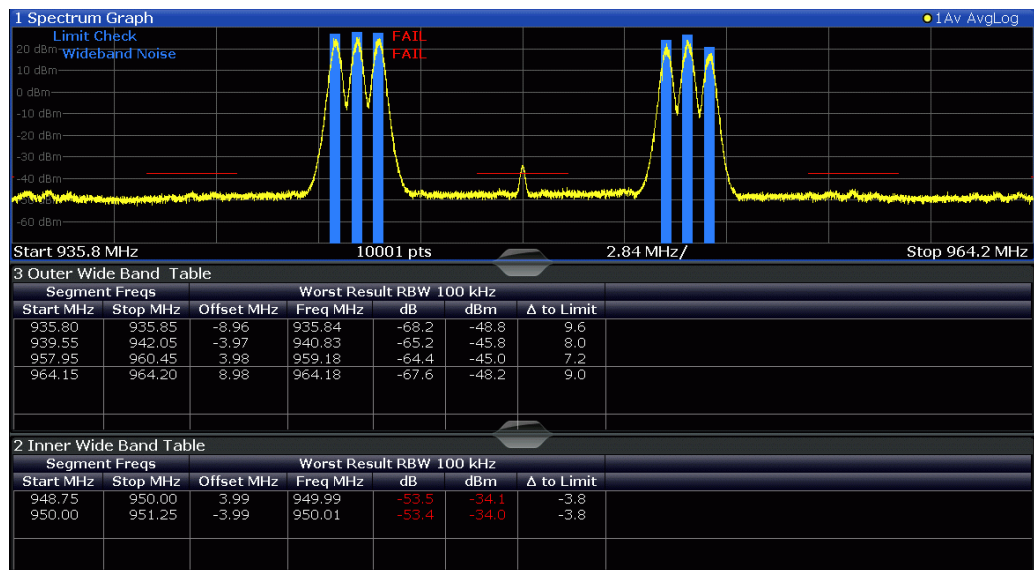 1 Spectrum Graph 1Av AvgLog
Limit Check FAIL
20 dBm
Wideband Noise FAIL
10 dBm
0 dBm
-10 dBm
-20 dBm
-30 dBm
-40 dBm
-60 dBm
Start 935.8 MHz 10001 pts 2.84 MHz/ Stop 964.2 MHz
3 Outer Wide Band Table
Segment Freqs Worst Result RBW 100 kHz
Start MHz Stop MHz Offset MHz Freq MHz dB dBm Δ to Limit
935.80 935.85 -8.96 935.84 -68.2 -48.8 9.6
939.55 942.05 -3.97 940.83 -65.2 -45.8 8.0
957.95 960.45 3.98 959.18 -64.4 -45.0 7.2
964.15 964.20 8.98 964.18 -67.6 -48.2 9.0
2 Inner Wide Band Table
Segment Freqs Worst Result RBW 100 kHz
Start MHz Stop MHz Offset MHz Freq MHz dB dBm Δ to Limit
948.75 950.00 3.99 949.99 -53.5 -34.1 -3.8
950.00 951.25 -3.99 950.01 -53.4 -34.0 -3.8